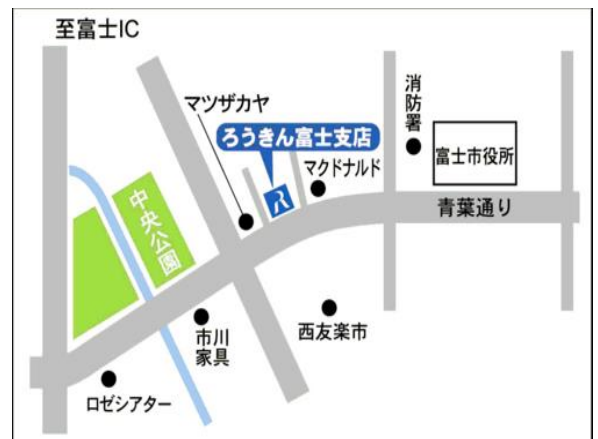 至富士IC
マツザカヤ
ろうきん富士支店
マクドナルド
消防署
富士市役所
青葉通り
中央公園
R
市川
家具
西友楽市
ロゼシアター